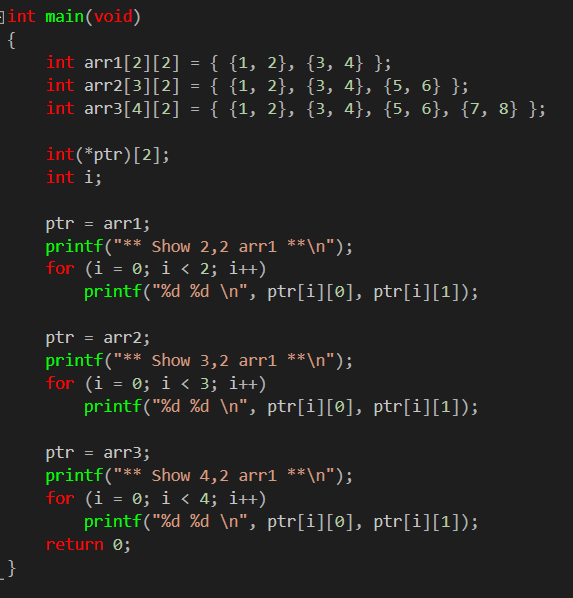 int main(void)
{
    int arr1[2][2] = { {1, 2}, {3, 4} };
    int arr2[3][2] = { {1, 2}, {3, 4}, {5, 6} };
    int arr3[4][2] = { {1, 2}, {3, 4}, {5, 6}, {7, 8} };

    int(*ptr)[2];
    int i;

    ptr = arr1;
    printf("** Show 2,2 arr1 **\n");
    for (i = 0; i < 2; i++)
        printf("%d %d \n", ptr[i][0], ptr[i][1]);

    ptr = arr2;
    printf("** Show 3,2 arr1 **\n");
    for (i = 0; i < 3; i++)
        printf("%d %d \n", ptr[i][0], ptr[i][1]);

    ptr = arr3;
    printf("** Show 4,2 arr1 **\n");
    for (i = 0; i < 4; i++)
        printf("%d %d \n", ptr[i][0], ptr[i][1]);
    return 0;
}